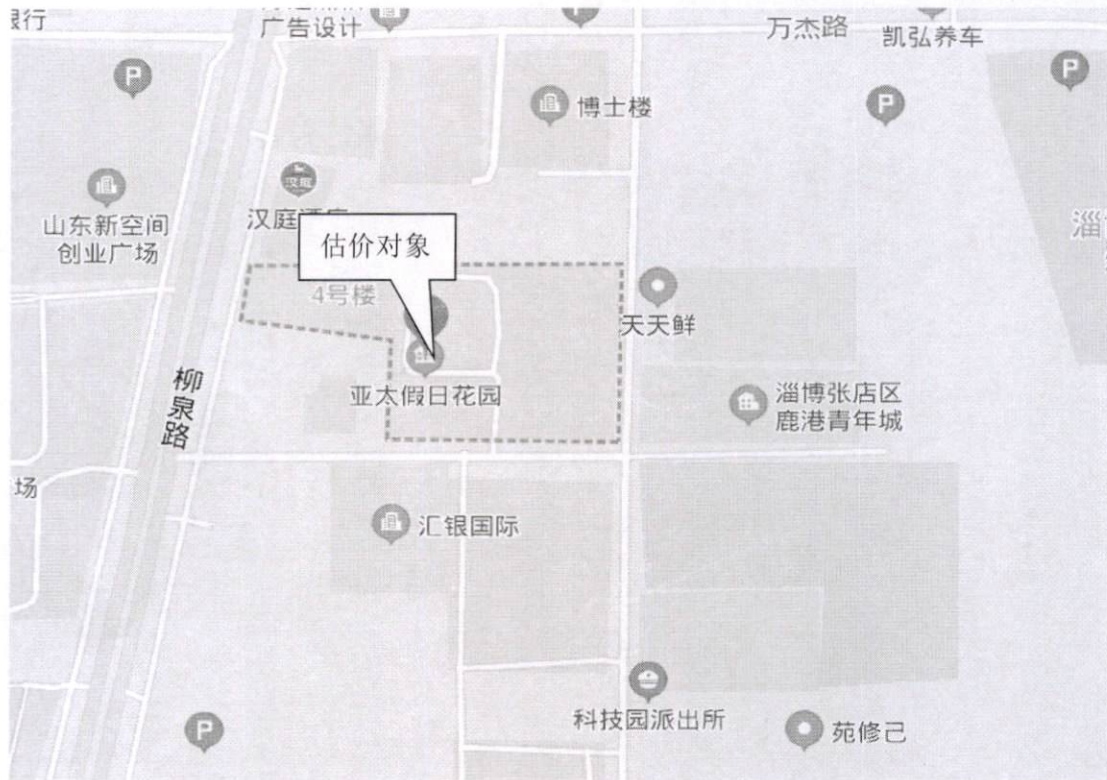 银行
广告设计
万杰路
凯弘养车
P
P
P
博士楼
汉庭
山东新空间
创业广场
估价对象
4号楼
天天鲜
亚太假日花园
柳泉路
淄博张店区
鹿港青年城
场
汇银国际
科技园派出所
P
苑修己